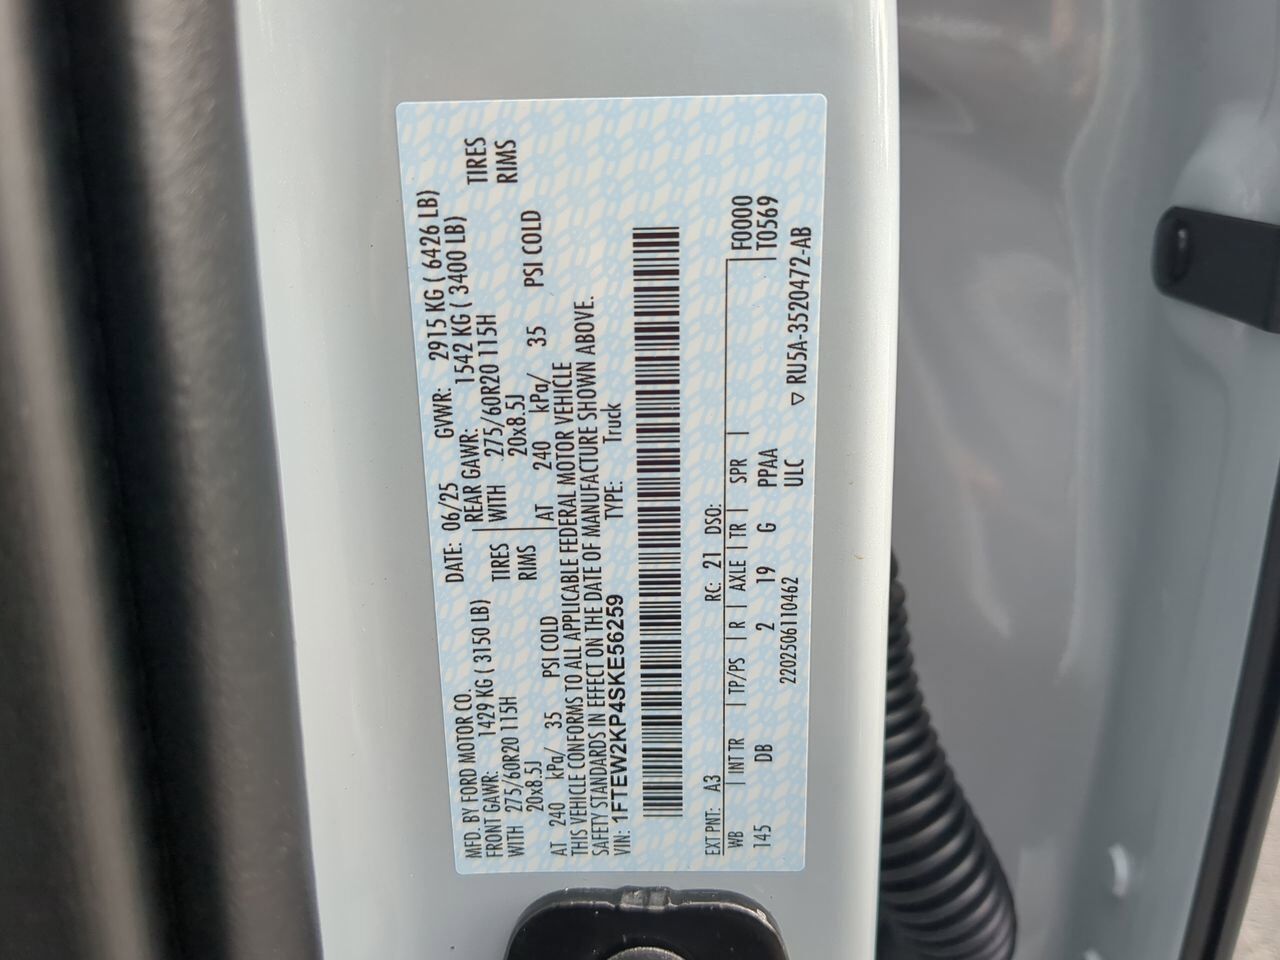 MFD. BY FORD MOTOR CO. DATE: 06/25 GVWR: 2915 KG ( 6426 LB)
FRONT GAWR: 1429 KG ( 3150 LB) REAR GAWR: 1542 KG ( 3400 LB)
WITH 275/60R20 115H TIRES WITH 275/60R20 115H TIRES
20x8.5J RIMS 20x8.5J RIMS
AT 240 kPa/ 35 PSI COLD AT 240 kPa/ 35 PSI COLD
THIS VEHICLE CONFORMS TO ALL APPLICABLE FEDERAL MOTOR VEHICLE
SAFETY STANDARDS IN EFFECT ON THE DATE OF MANUFACTURE SHOWN ABOVE.
VIN: 1FTEW2KP4SKE56259 TYPE: Truck
EXT PNT: A3 RC: 21 DSO:
WB INT TR TP/PS R AXLE TR SPR F0000
145 DB 2 19 G PPAA T0569
2202506110462 ULC ▽ RU5A-3520472-AB